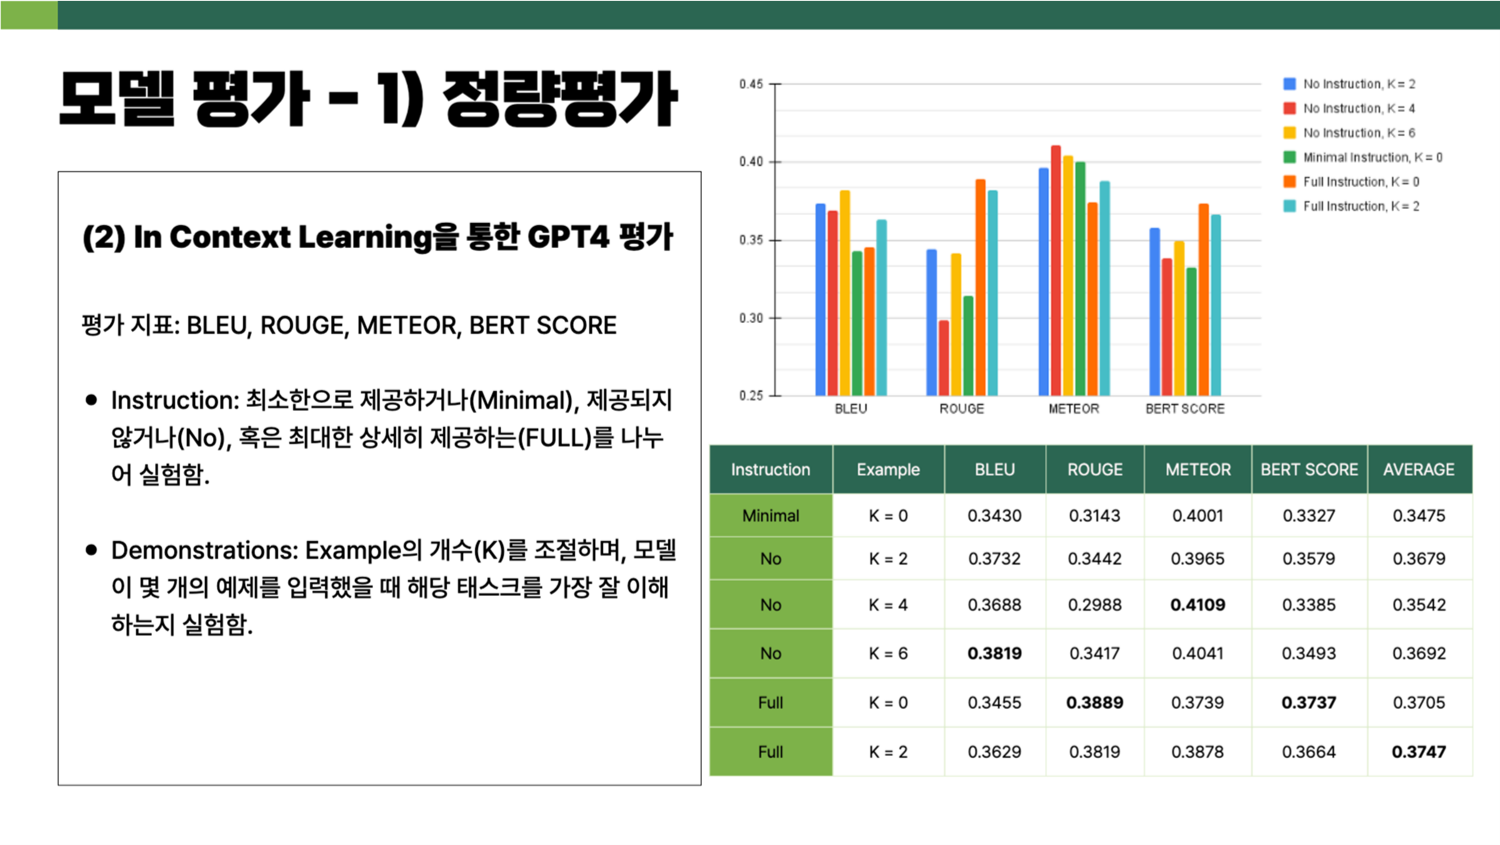 모델 평가 - 1) 정량평가
(2) In Context Learning을 통한 GPT4 평가
평가 지표: BLEU, ROUGE, METEOR, BERT SCORE
● Instruction: 최소한으로 제공하거나(Minimal), 제공되지
않거나(No), 혹은 최대한 상세히 제공하는(FULL)를 나누
어 실험함.
● Demonstrations: Example의 개수(K)를 조절하며, 모델
이 몇 개의 예제를 입력했을 때 해당 태스크를 가장 잘 이해
하는지 실험함.
0.45
0.40
0.35
0.30
0.25
BLEU ROUGE METEOR BERT SCORE
No Instruction, K = 2
No Instruction, K = 4
No Instruction, K = 6
Minimal Instruction, K = 0
Full Instruction, K = 0
Full Instruction, K = 2
Instruction Example BLEU ROUGE METEOR BERT SCORE AVERAGE
Minimal K = 0 0.3430 0.3143 0.4001 0.3327 0.3475
No K = 2 0.3732 0.3442 0.3965 0.3579 0.3679
No K = 4 0.3688 0.2988 0.4109 0.3385 0.3542
No K = 6 0.3819 0.3417 0.4041 0.3493 0.3692
Full K = 0 0.3455 0.3889 0.3739 0.3737 0.3705
Full K = 2 0.3629 0.3819 0.3878 0.3664 0.3747